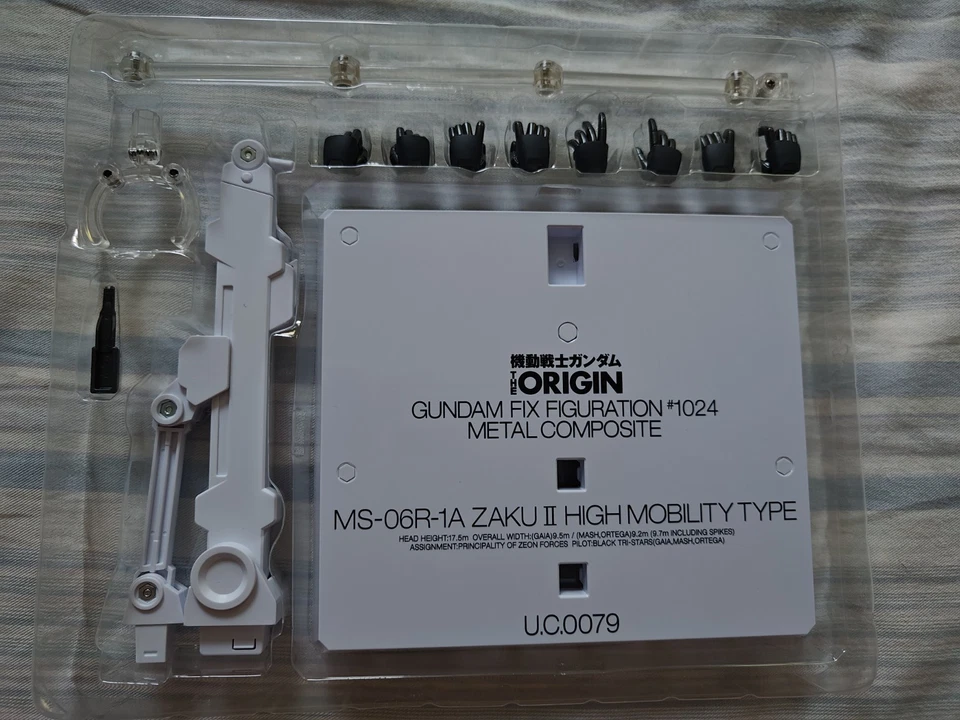 機動戦士ガンダム
THE ORIGIN
GUNDAM FIX FIGURATION #1024
METAL COMPOSITE
MS-06R-1A ZAKU II HIGH MOBILITY TYPE
HEAD HEIGHT:17.5m OVERALL WIDTH:(GAIA)9.5m / (MASH,ORTEGA)9.2m (9.7m INCLUDING SPIKES)
ASSIGNMENT:PRINCIPALITY OF ZEON FORCES PILOT:BLACK TRI-STARS(GAIA,MASH,ORTEGA)
U.C.0079